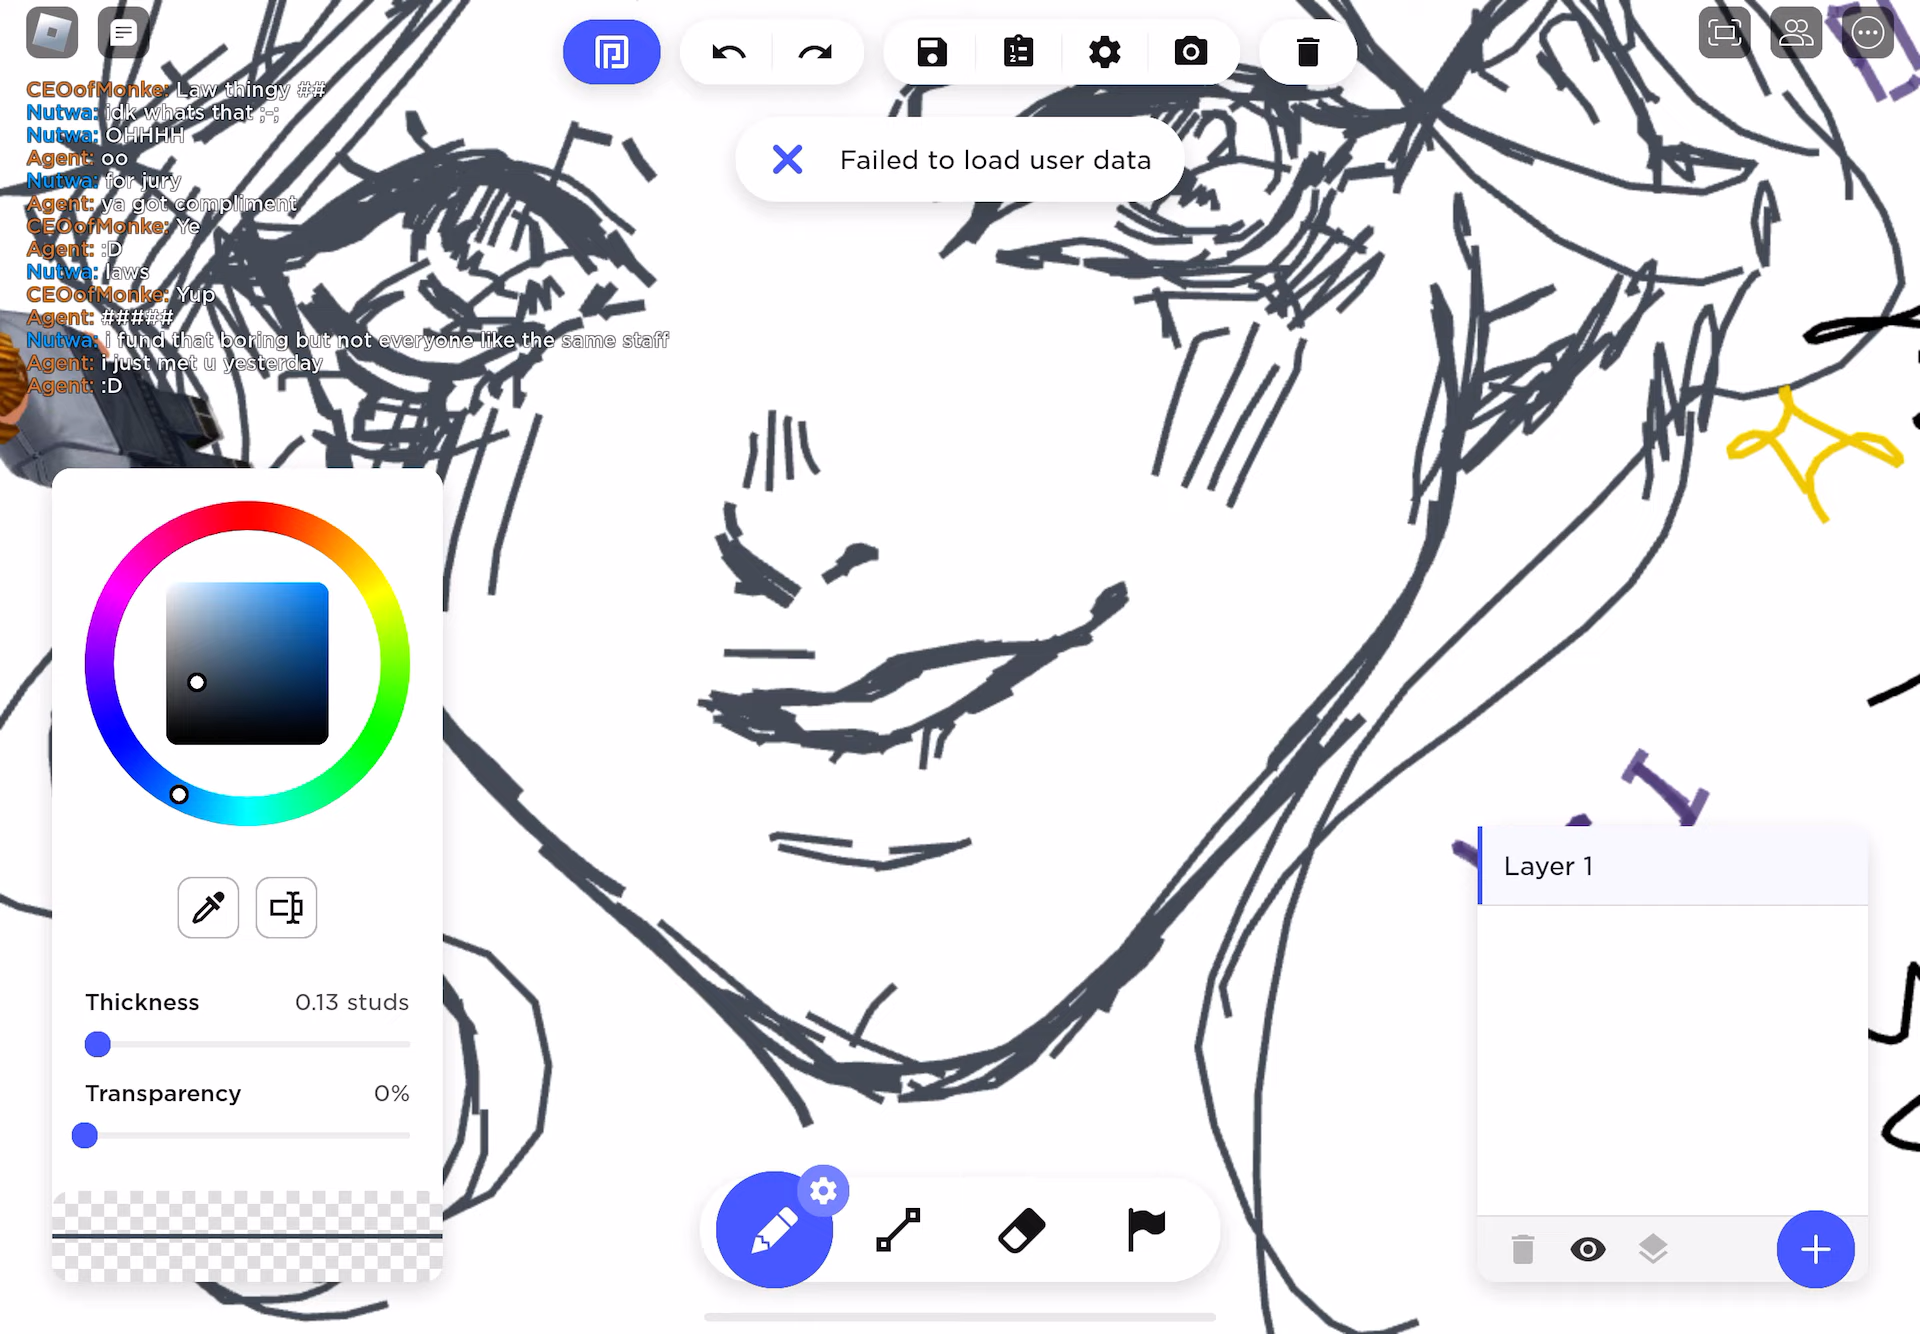 CEOofMonke: Law thingy ##
Nutwa: idk whats that ;-;
Nutwa: OHHHH
Agent: oo
Nutwa: for jury
Agent: ya got compliment
CEOofMonke: Ye
Agent: :D
Nutwa: laws
CEOofMonke: Yup
Agent: #####
Nutwa: i fund that boring but not everyone like the same staff
Agent: i just met u yesterday
Agent: :D
Failed to load user data
Thickness 0.13 studs
Transparency 0%
Layer 1